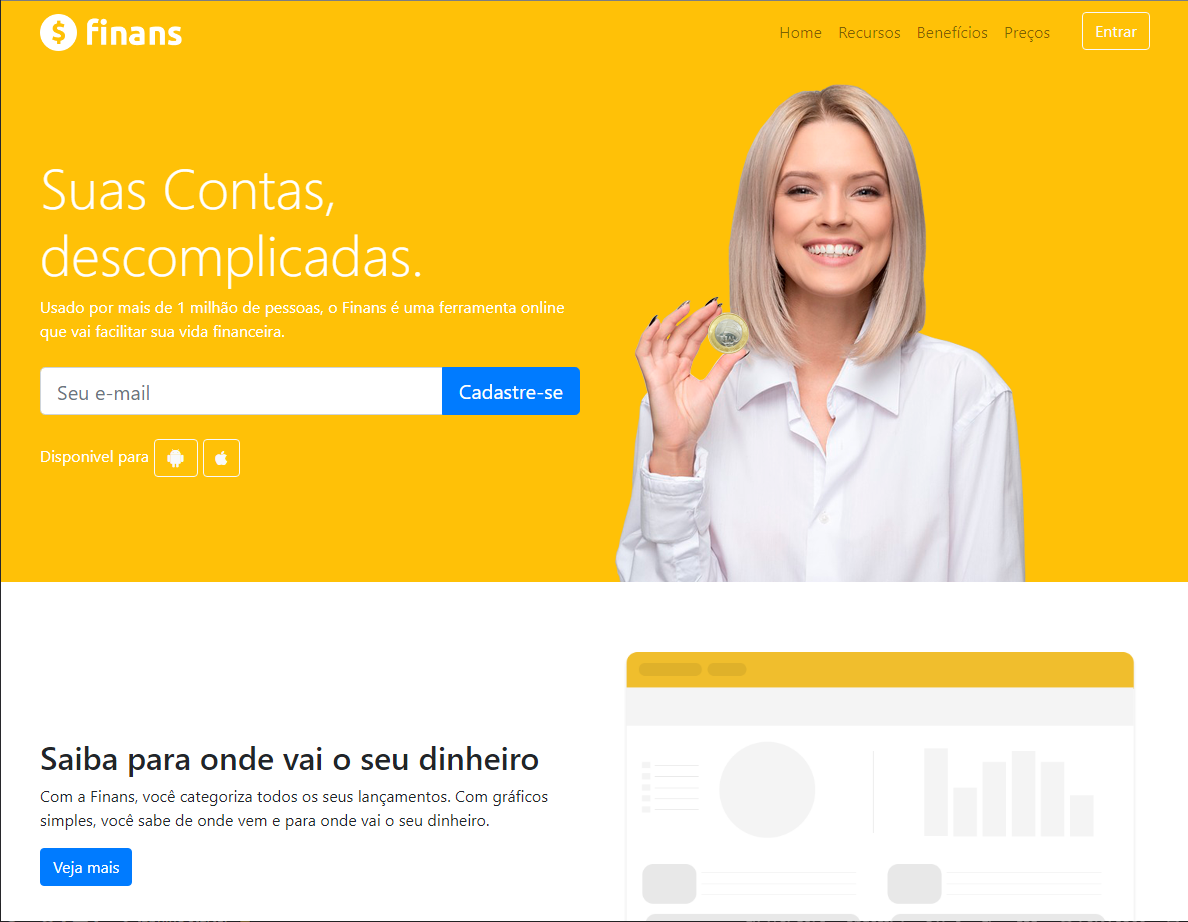 finans
Home Recursos Benefícios Preços Entrar
Suas Contas,
descomplicadas.
Usado por mais de 1 milhão de pessoas, o Finans é uma ferramenta online
que vai facilitar sua vida financeira.
Seu e-mail Cadastre-se
Disponivel para
Saiba para onde vai o seu dinheiro
Com a Finans, você categoriza todos os seus lançamentos. Com gráficos
simples, você sabe de onde vem e para onde vai o seu dinheiro.
Veja mais